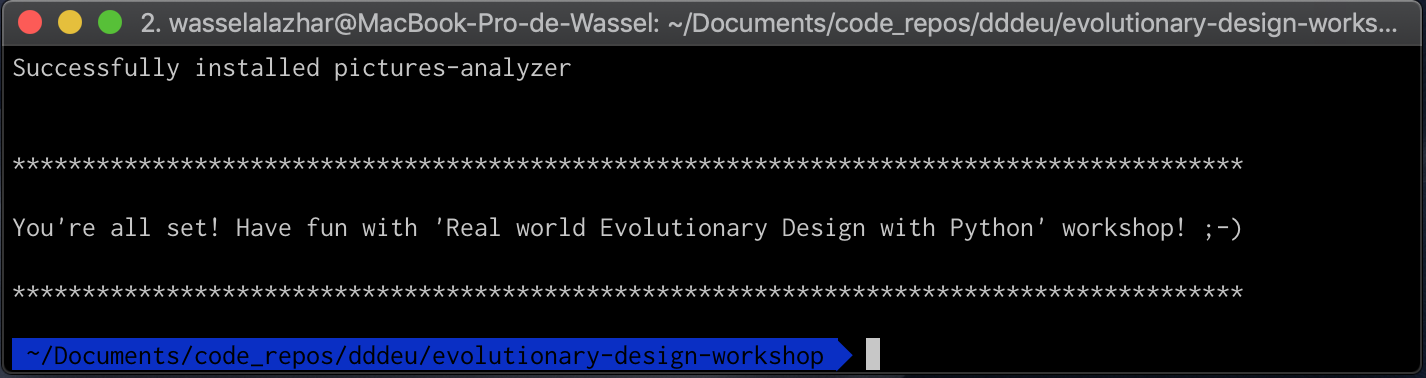 2. wasselalazhar@MacBook-Pro-de-Wassel: ~/Documents/code_repos/dddeu/evolutionary-design-works...
Successfully installed pictures-analyzer
****************************************************************************************
You're all set! Have fun with 'Real world Evolutionary Design with Python' workshop! ;-)
****************************************************************************************
~/Documents/code_repos/dddeu/evolutionary-design-workshop